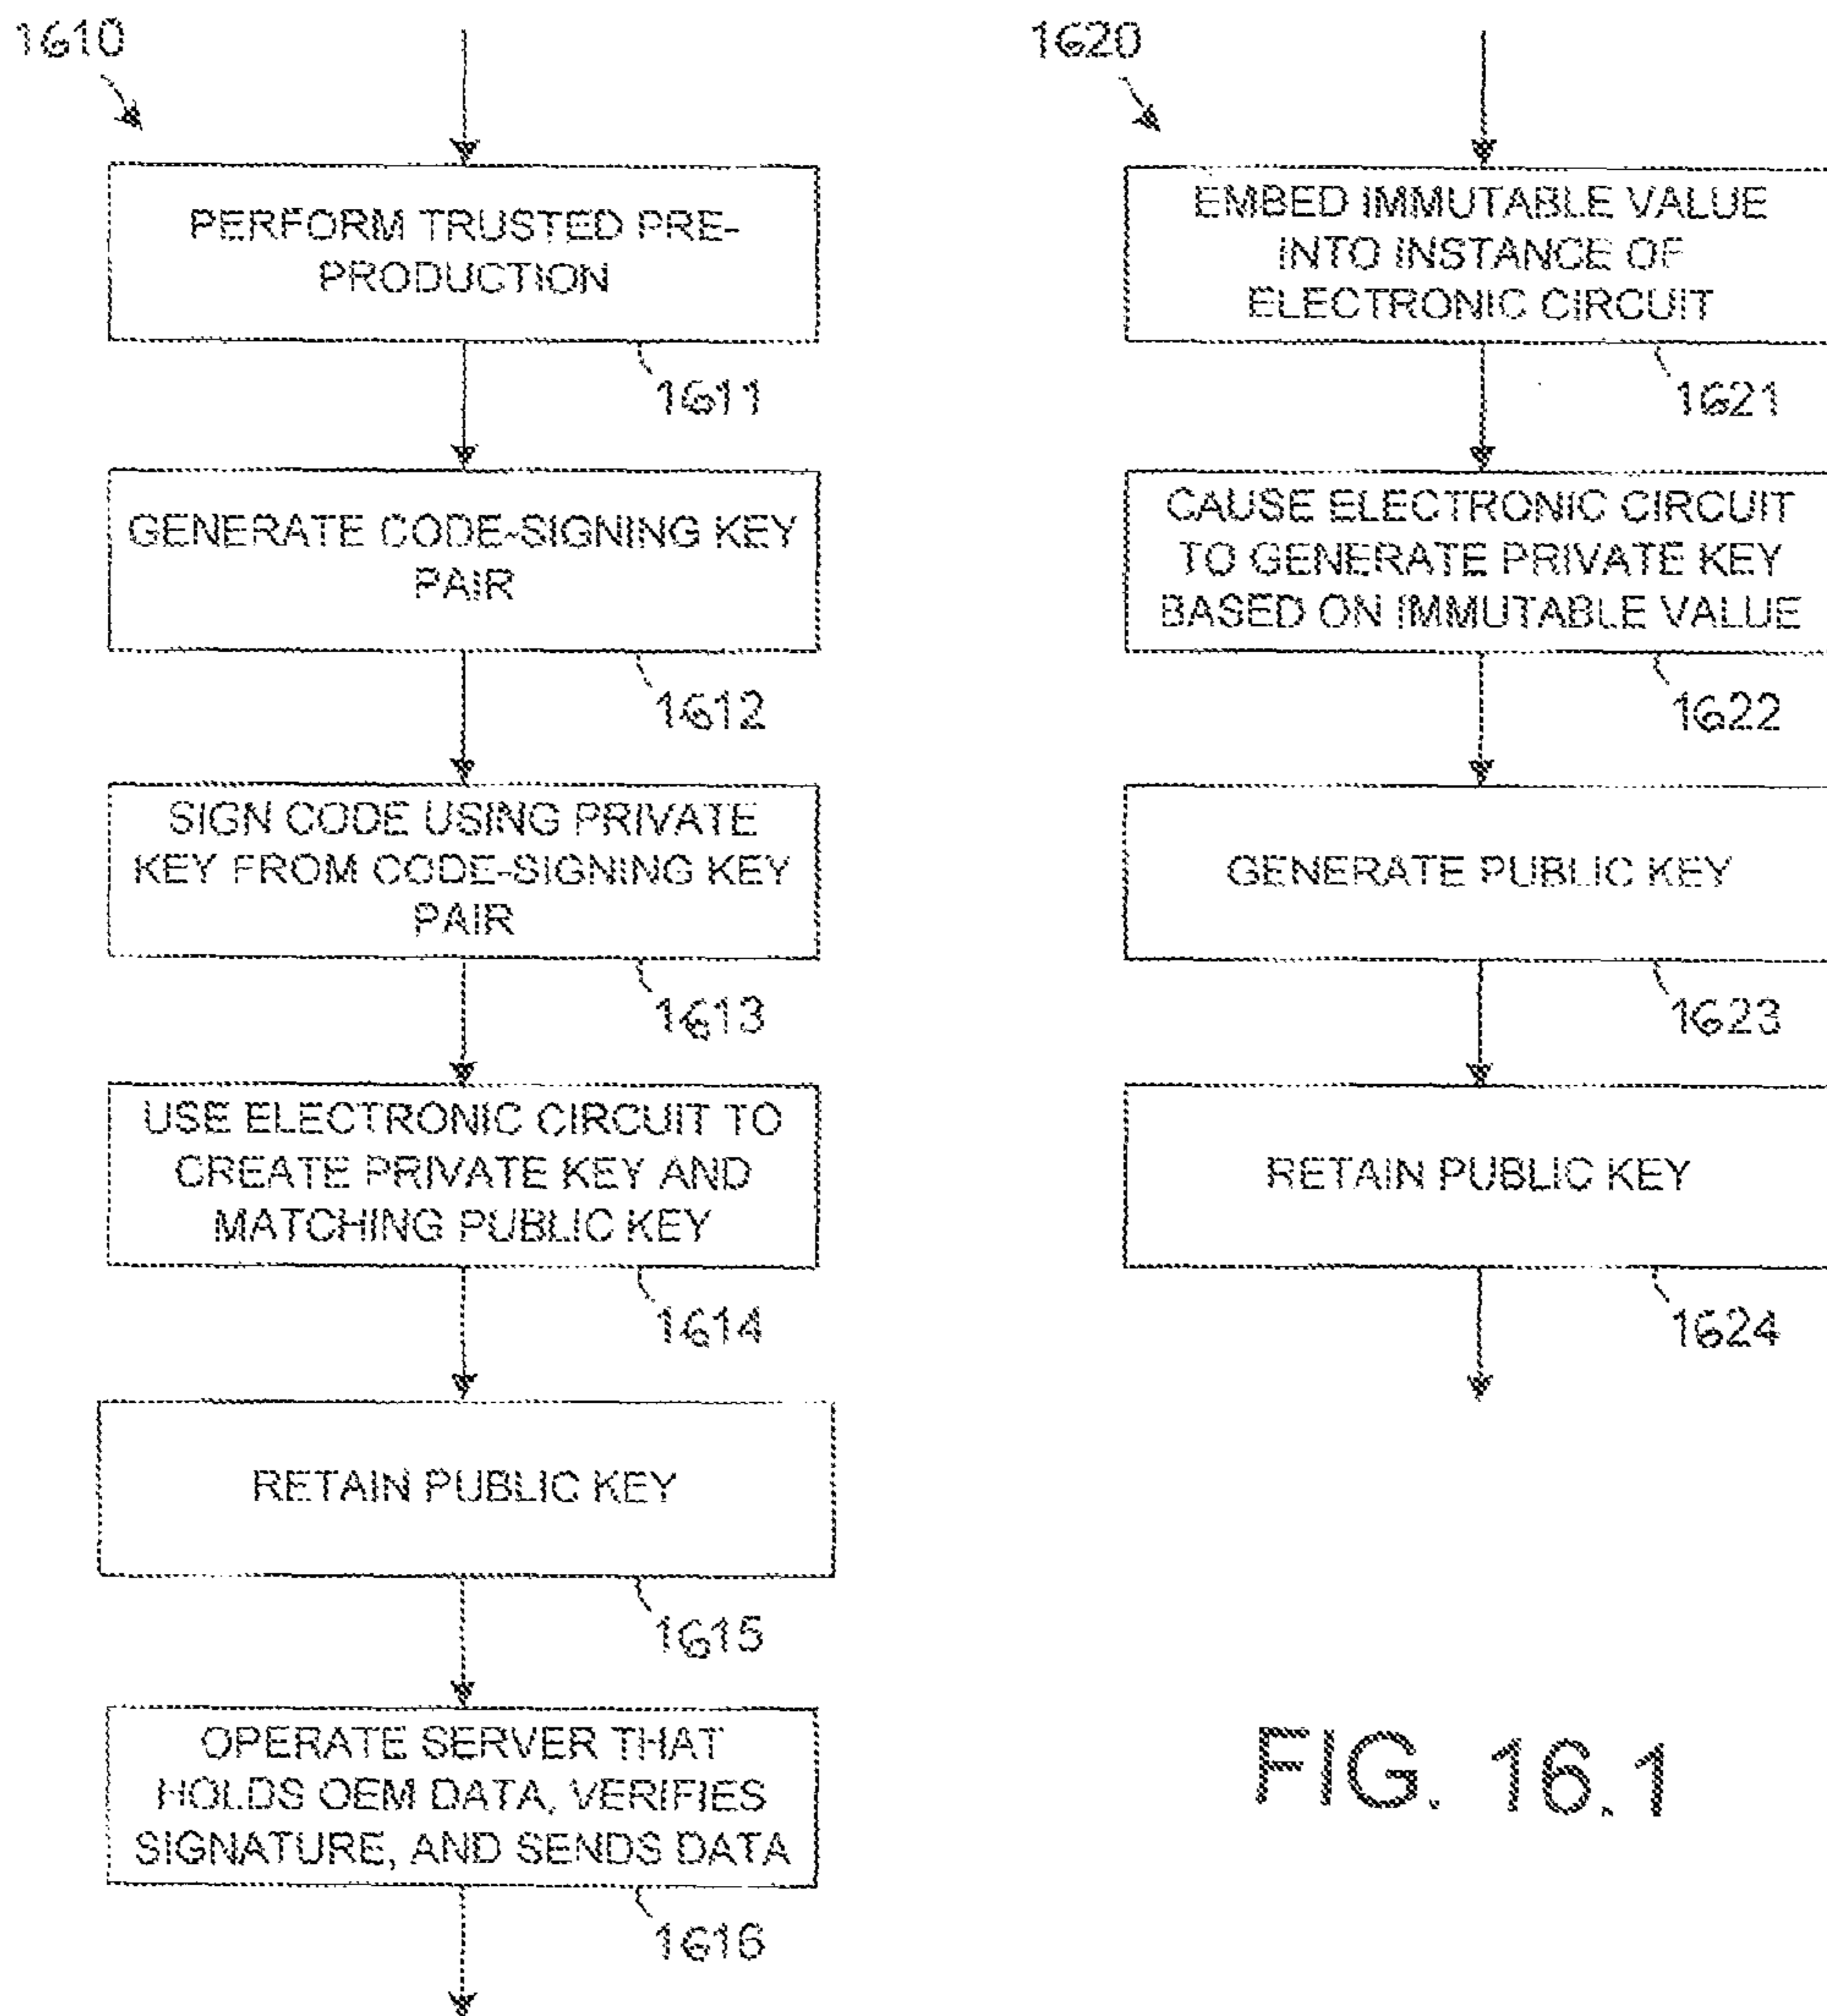 1610
PERFORM TRUSTED PRE-
PRODUCTION
1611
GENERATE CODE-SIGNING KEY
PAIR
1612
SIGN CODE USING PRIVATE
KEY FROM CODE-SIGNING KEY
PAIR
1613
USE ELECTRONIC CIRCUIT TO
CREATE PRIVATE KEY AND
MATCHING PUBLIC KEY
1614
RETAIN PUBLIC KEY
1615
OPERATE SERVER THAT
HOLDS OEM DATA, VERIFIES
SIGNATURE, AND SENDS DATA
1616
1620
EMBED IMMUTABLE VALUE
INTO INSTANCE OF
ELECTRONIC CIRCUIT
1621
CAUSE ELECTRONIC CIRCUIT
TO GENERATE PRIVATE KEY
BASED ON IMMUTABLE VALUE
1622
GENERATE PUBLIC KEY
1623
RETAIN PUBLIC KEY
1624
FIG. 16.1